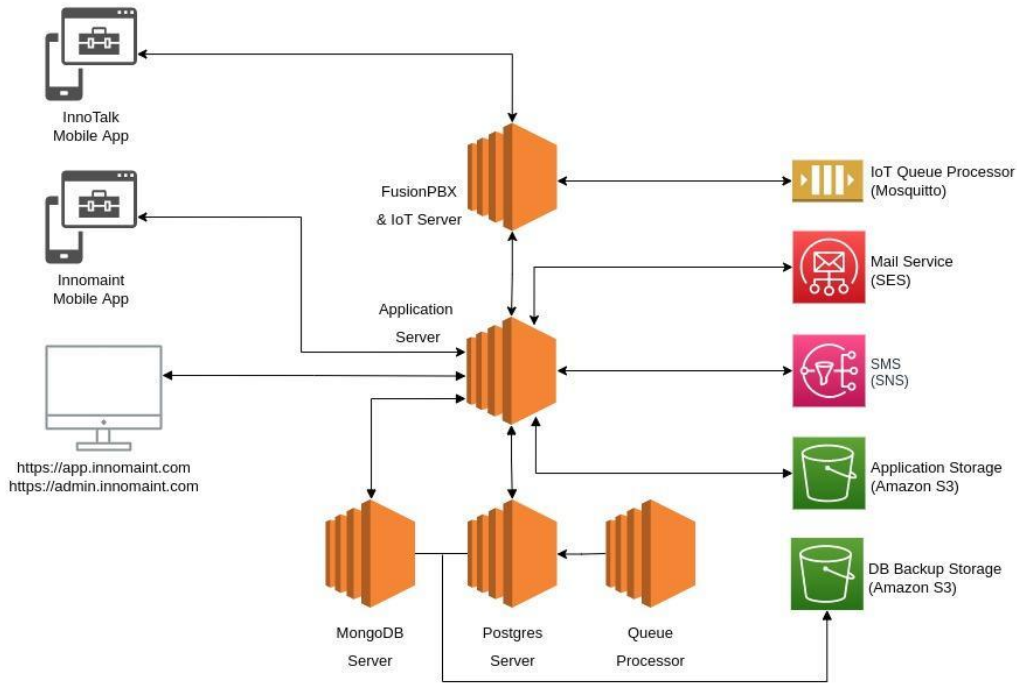 InnoTalk
Mobile App
FusionPBX
& IoT Server
IoT Queue Processor
(Mosquitto)
Innomaint
Mobile App
Mail Service
(SES)
Application
Server
SMS
(SNS)
https://app.innomaint.com
https://admin.innomaint.com
Application Storage
(Amazon S3)
DB Backup Storage
(Amazon S3)
MongoDB
Server
Postgres
Server
Queue
Processor